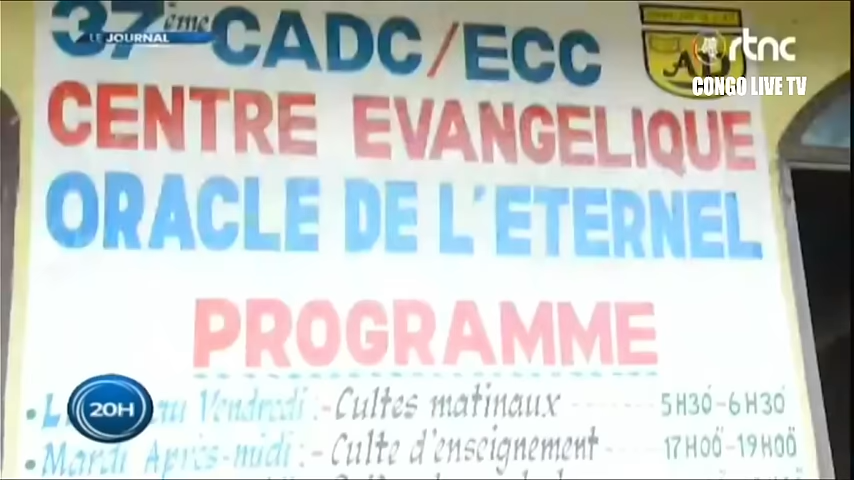 37ème CADC/ECC
LE JOURNAL
AD
rtnc
CONGO LIVE TV
CENTRE EVANGELIQUE
ORACLE DE L'ETERNEL
PROGRAMME
au Vendredi :- Cultes matinaux ------- 5H30-6H30
20H
• Mardi Après-midi :- Culte d'enseignement ---- 17H00-19H00